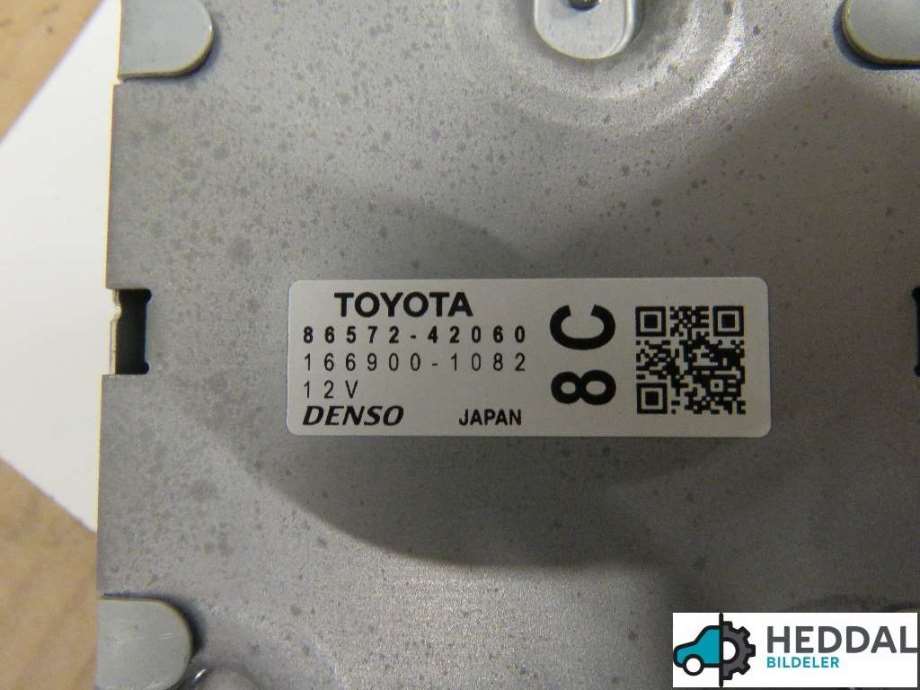 TOYOTA
86572-42060
166900-1082
12V
DENSO JAPAN
8C
HEDDAL
BILDELER